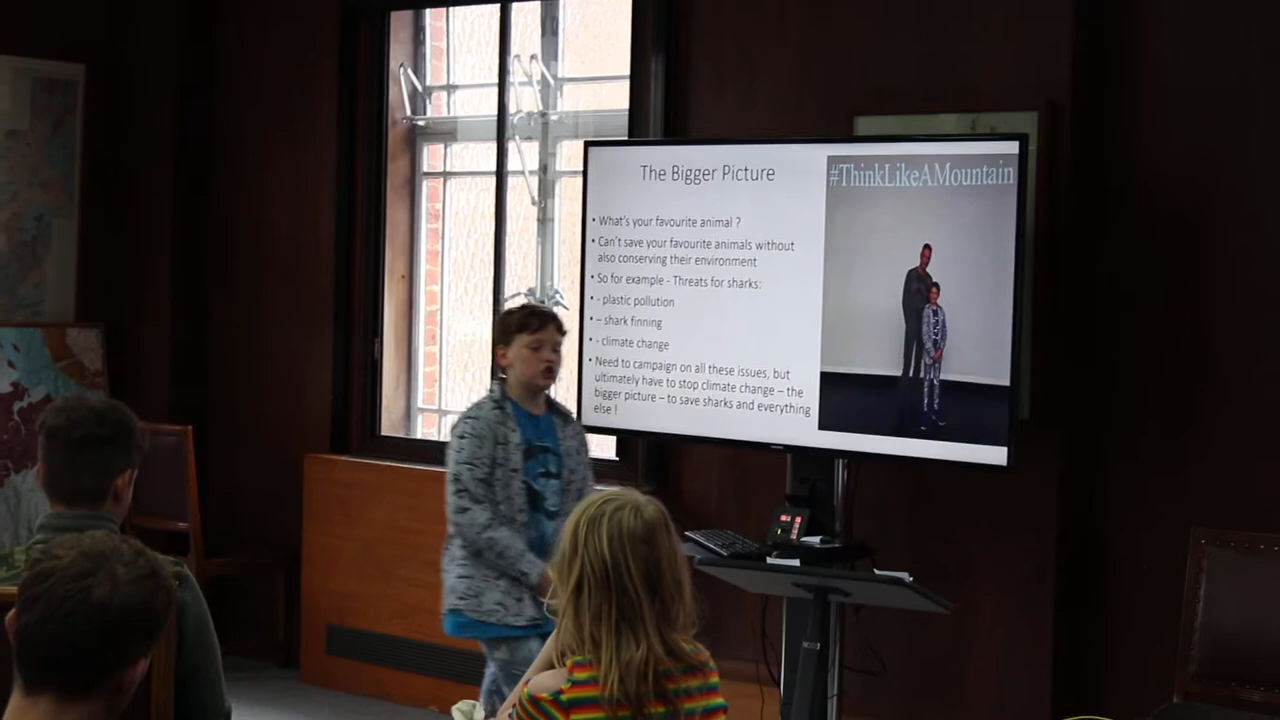 The Bigger Picture
• What's your favourite animal ?
• Can't save your favourite animals without
also conserving their environment
• So for example - Threats for sharks:
• - plastic pollution
• – shark finning
• - climate change
• Need to campaign on all these issues, but
ultimately have to stop climate change – the
bigger picture – to save sharks and everything
else !
#ThinkLikeAMountain